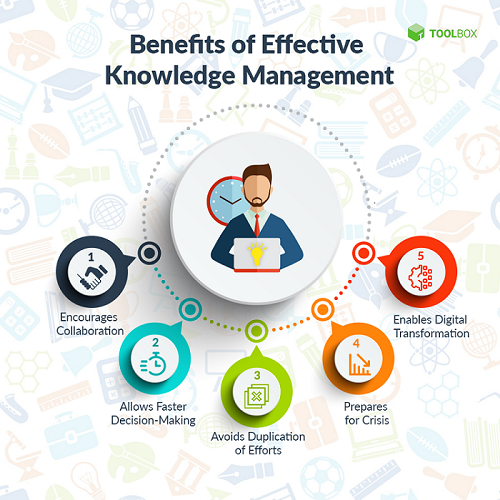 TOOLBOX
Benefits of Effective
Knowledge Management
1
Encourages
Collaboration
2
Allows Faster
Decision-Making
3
Avoids Duplication
of Efforts
4
Prepares
for Crisis
5
Enables Digital
Transformation